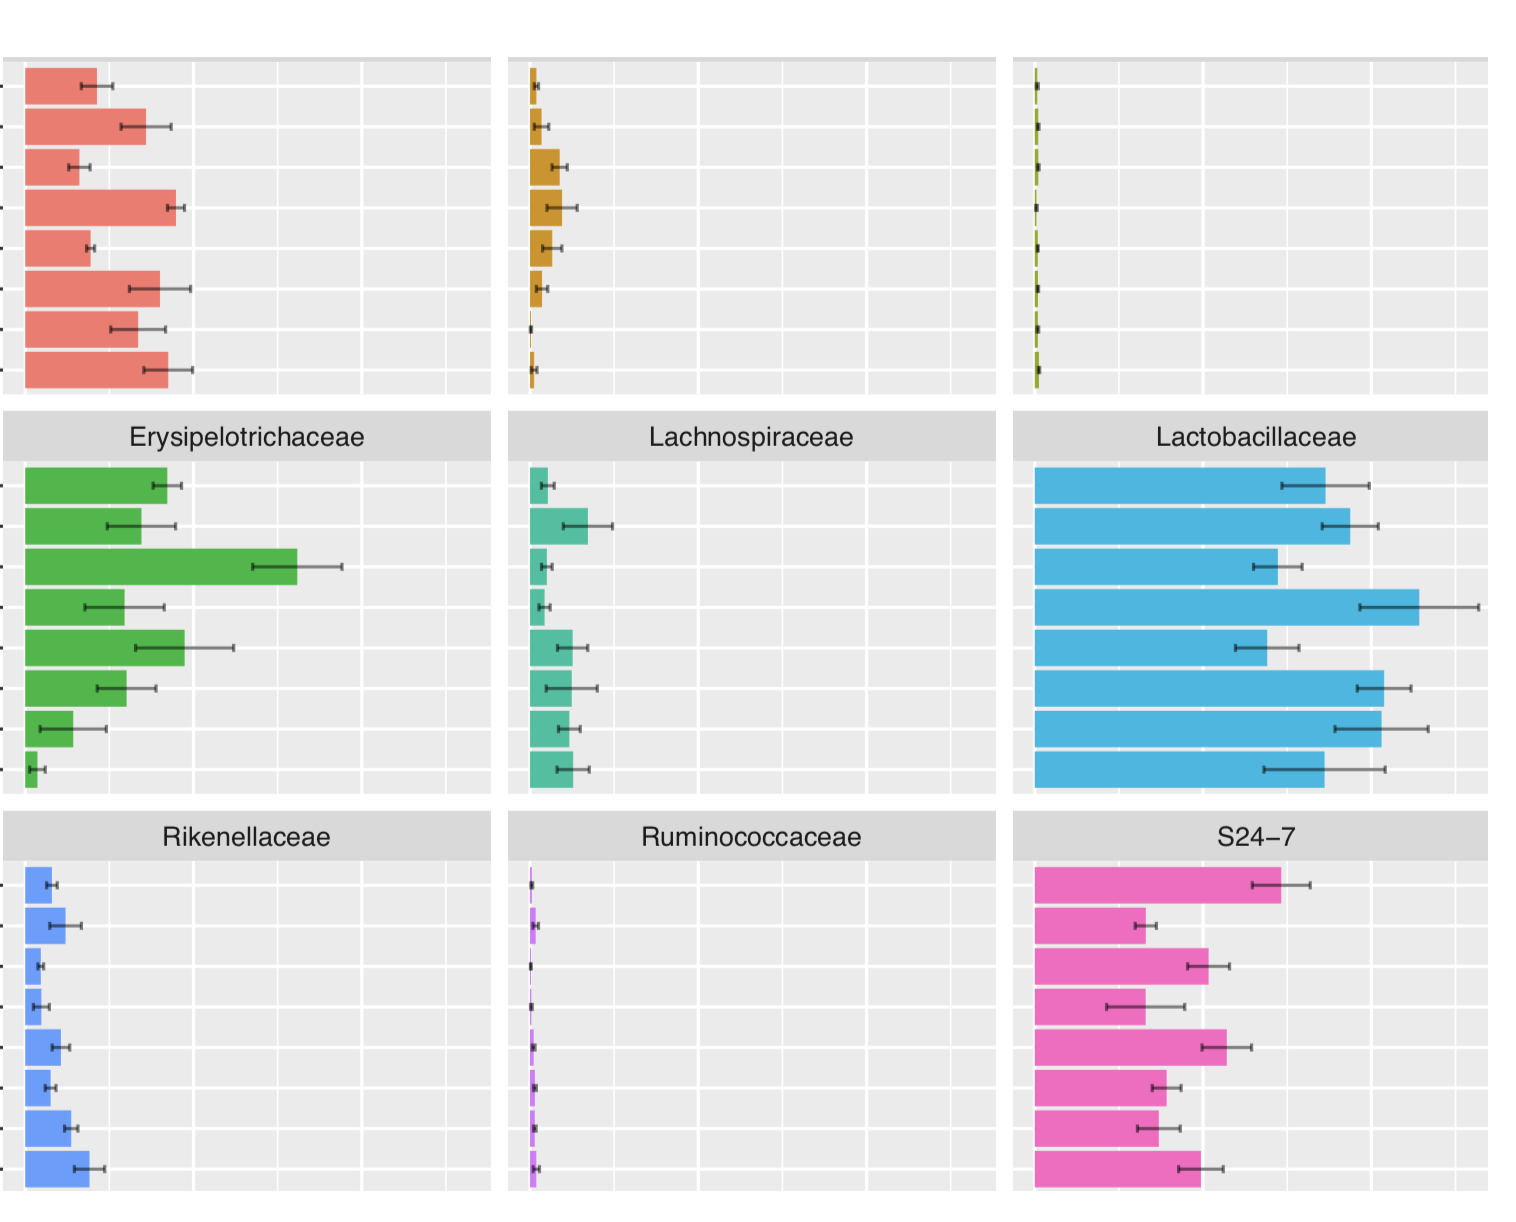 Erysipelotrichaceae
Lachnospiraceae
Lactobacillaceae
Rikenellaceae
Ruminococcaceae
S24−7